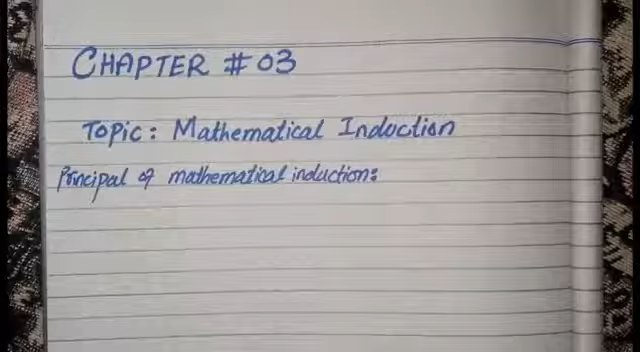 CHAPTER # 03
Topic: Mathematical Induction
Principal of mathematical induction: